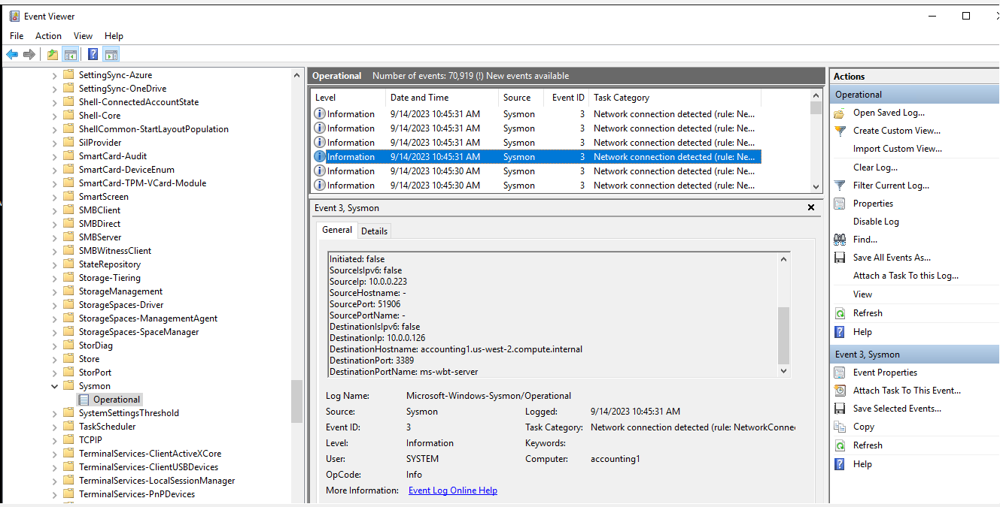 Event Viewer
File Action View Help
SettingSync-Azure
SettingSync-OneDrive
Shell-ConnectedAccountState
Shell-Core
ShellCommon-StartLayoutPopulation
SilProvider
SmartCard-Audit
SmartCard-DeviceEnum
SmartCard-TPM-VCard-Module
SmartScreen
SMBClient
SMBDirect
SMBServer
SMBWitnessClient
StateRepository
Storage-Tiering
StorageManagement
StorageSpaces-Driver
StorageSpaces-ManagementAgent
StorageSpaces-SpaceManager
StorDiag
Store
StorPort
Sysmon
Operational
SystemSettingsThreshold
TaskScheduler
TCPIP
TerminalServices-ClientActiveXCore
TerminalServices-ClientUSBDevices
TerminalServices-LocalSessionManager
TerminalServices-PnPDevices
Operational Number of events: 70,919 (!) New events available
Level Date and Time Source Event ID Task Category
Information 9/14/2023 10:45:31 AM Sysmon 3 Network connection detected (rule: Ne...
Information 9/14/2023 10:45:31 AM Sysmon 3 Network connection detected (rule: Ne...
Information 9/14/2023 10:45:31 AM Sysmon 3 Network connection detected (rule: Ne...
Information 9/14/2023 10:45:31 AM Sysmon 3 Network connection detected (rule: Ne...
Information 9/14/2023 10:45:30 AM Sysmon 3 Network connection detected (rule: Ne...
Information 9/14/2023 10:45:30 AM Sysmon 3 Network connection detected (rule: Ne...
Event 3, Sysmon
General Details
Initiated: false
SourceIsIpv6: false
SourceIp: 10.0.0.223
SourceHostname: -
SourcePort: 51906
SourcePortName: -
DestinationIsIpv6: false
DestinationIp: 10.0.0.126
DestinationHostname: accounting1.us-west-2.compute.internal
DestinationPort: 3389
DestinationPortName: ms-wbt-server
Log Name: Microsoft-Windows-Sysmon/Operational
Source: Sysmon Logged: 9/14/2023 10:45:31 AM
Event ID: 3 Task Category: Network connection detected (rule: NetworkConne
Level: Information Keywords:
User: SYSTEM Computer: accounting1
OpCode: Info
More Information: Event Log Online Help
Actions
Operational
Open Saved Log...
Create Custom View...
Import Custom View...
Clear Log...
Filter Current Log...
Properties
Disable Log
Find...
Save All Events As...
Attach a Task To this Log...
View
Refresh
Help
Event 3, Sysmon
Event Properties
Attach Task To This Event...
Save Selected Events...
Copy
Refresh
Help